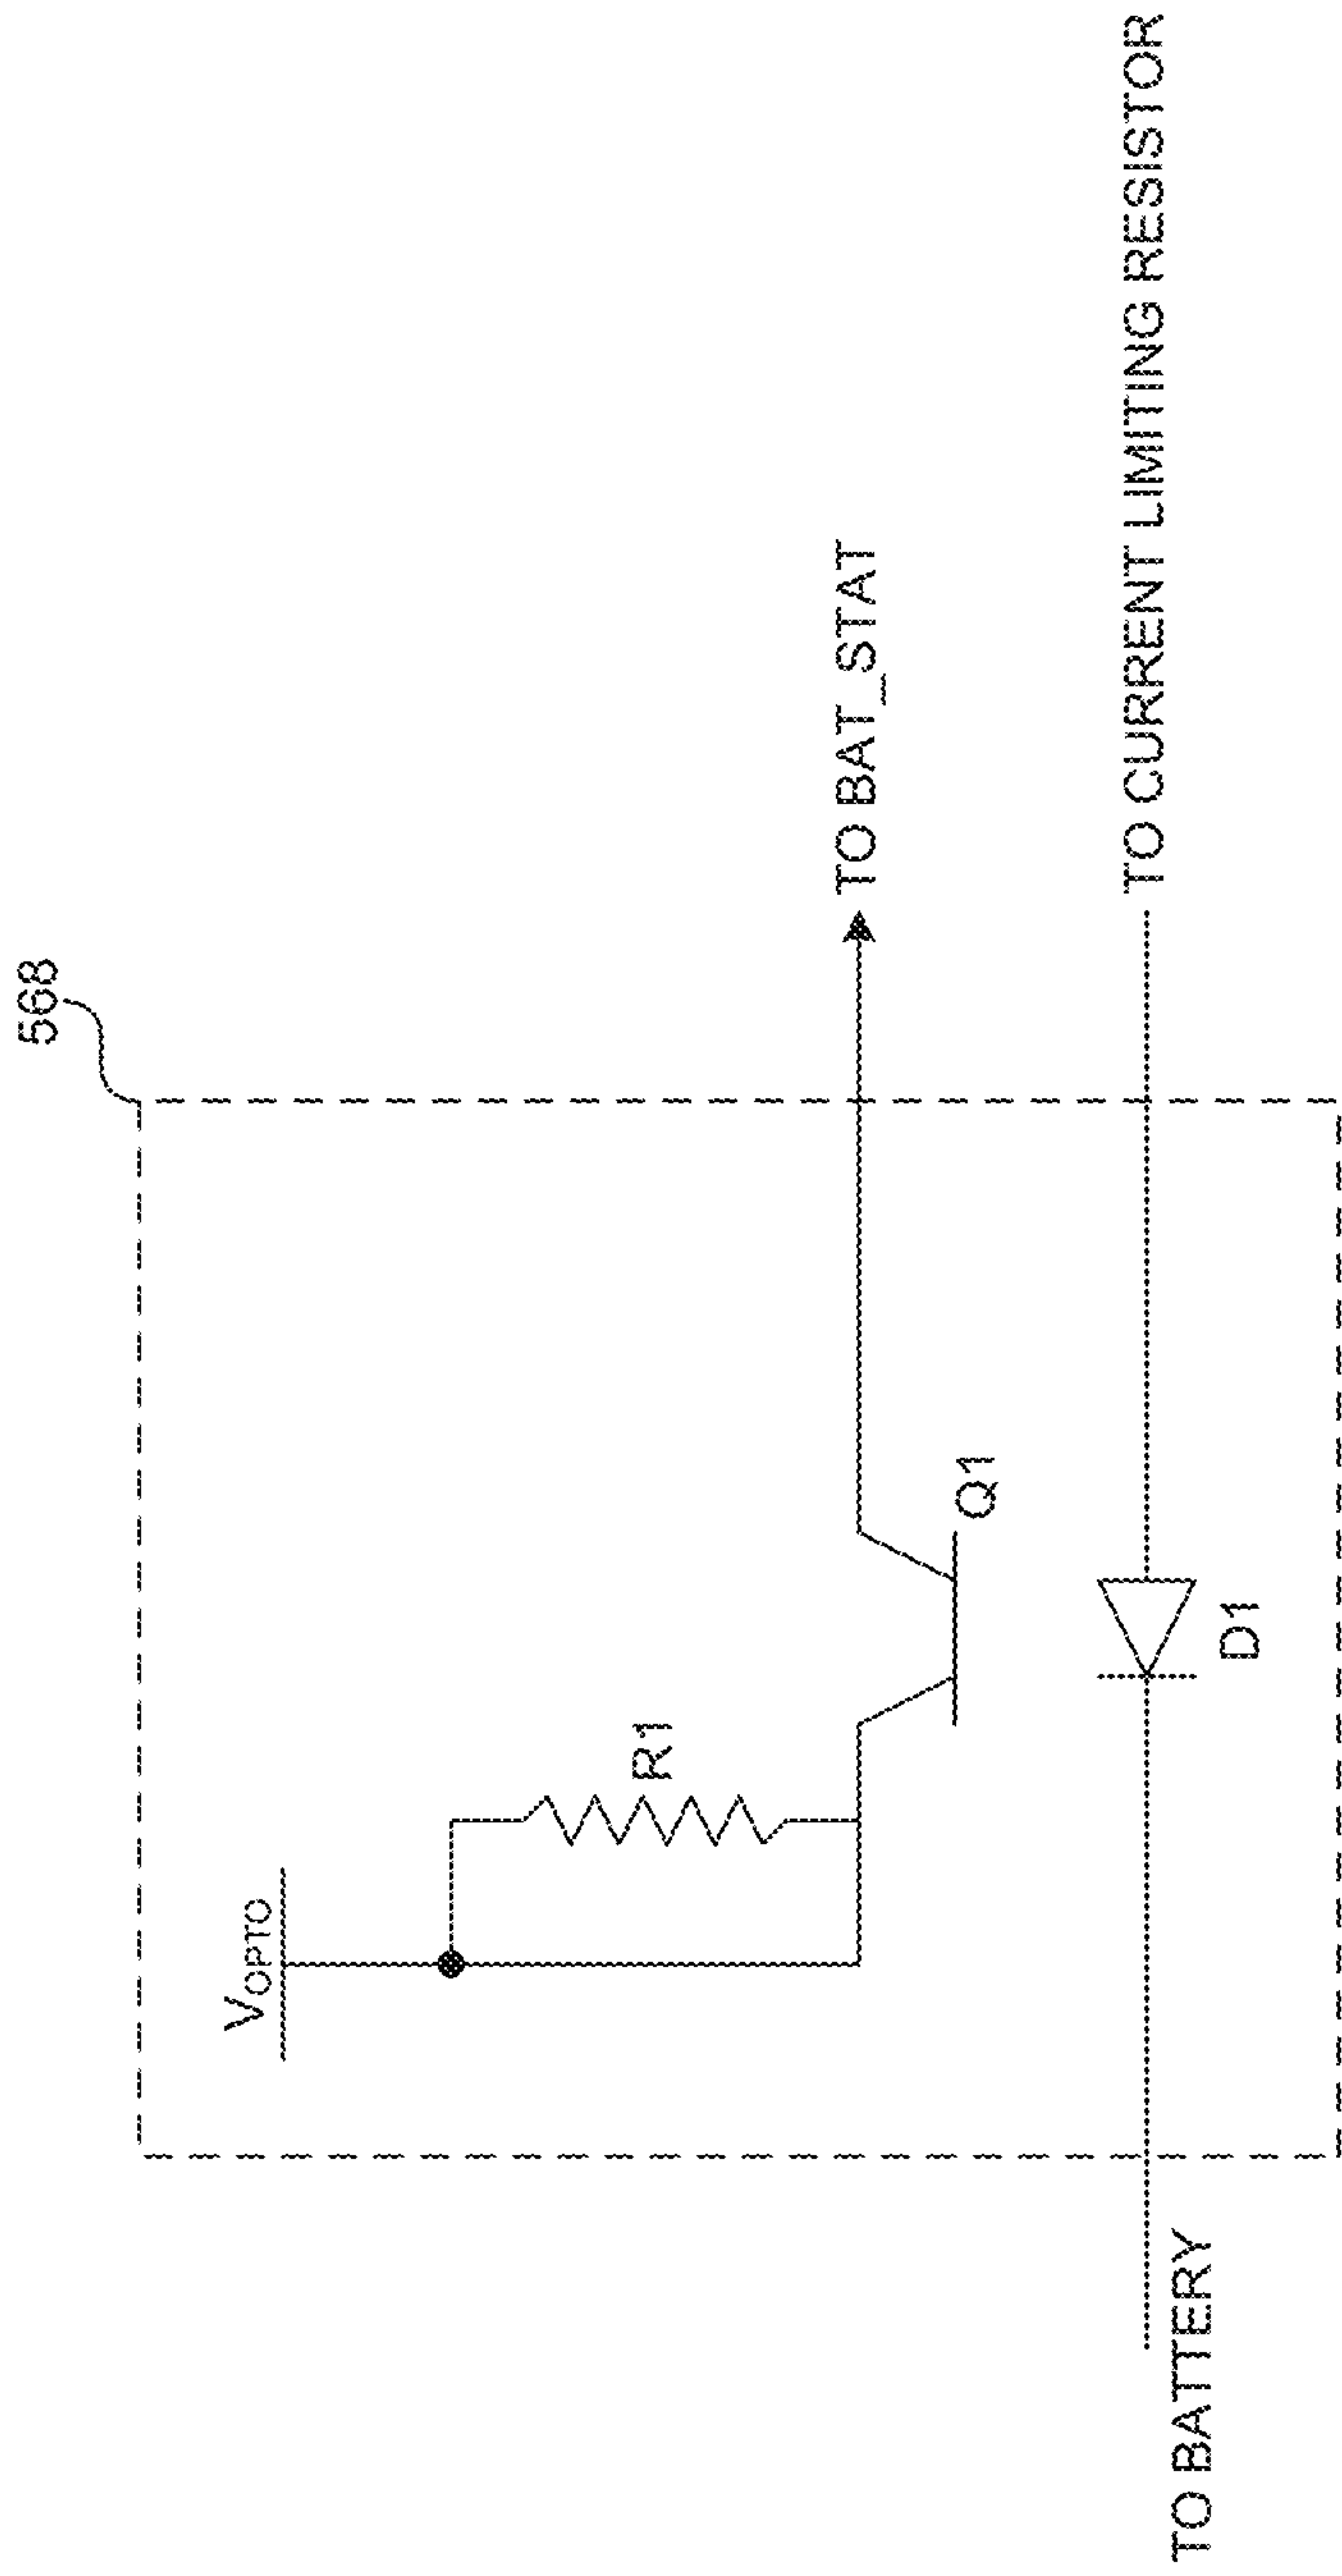 568
V_OPTO
R1
Q1
TO BAT_STAT
D1
TO BATTERY
TO CURRENT LIMITING RESISTOR